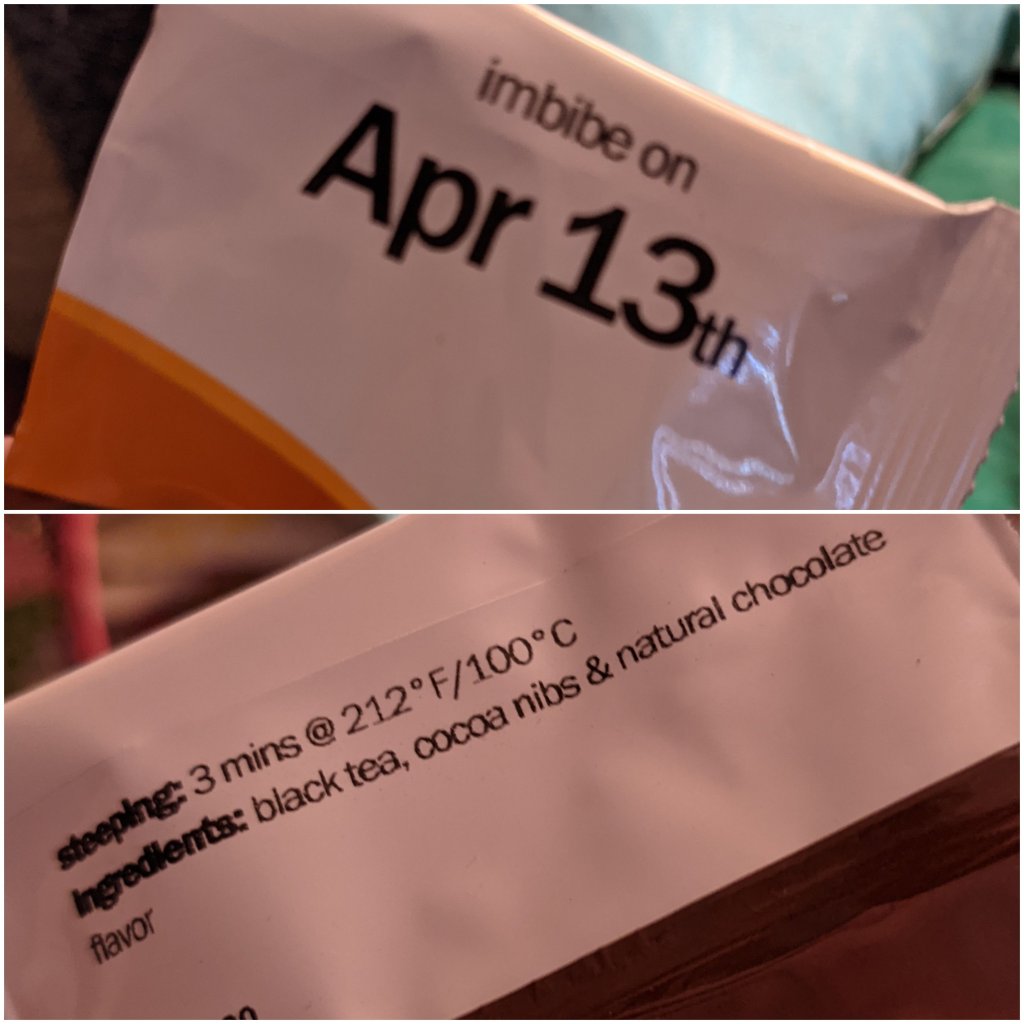 imbibe on
Apr 13th
steeping: 3 mins @ 212°F/100°C
ingredients: black tea, cocoa nibs & natural chocolate
flavor